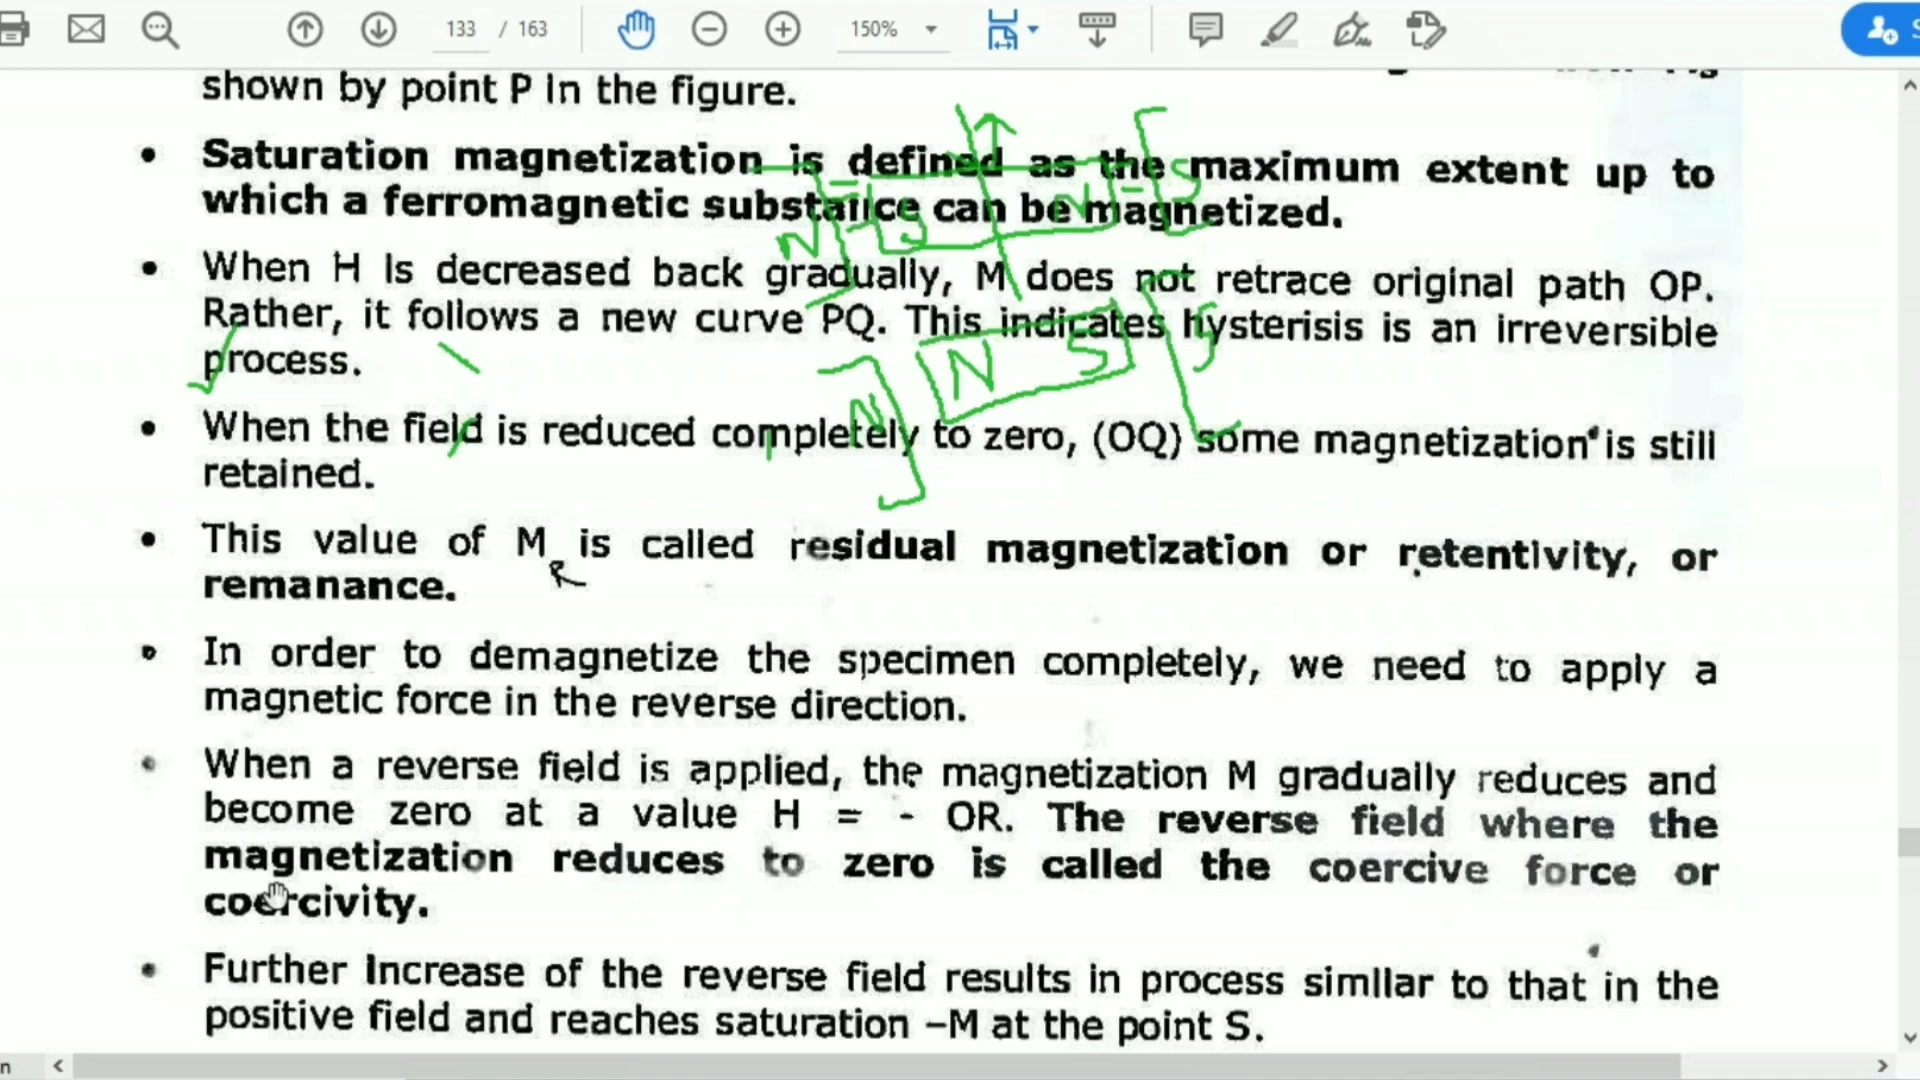 133 / 163
150%
shown by point P In the figure.
• Saturation magnetization is defined as the maximum extent up to
which a ferromagnetic substance can be magnetized.
• When H Is decreased back gradually, M does not retrace original path OP.
Rather, it follows a new curve PQ. This indicates hysterisis is an irreversible
process.
• When the field is reduced completely to zero, (OQ) some magnetization is still
retained.
• This value of M R is called residual magnetization or retentivity, or
remanance.
• In order to demagnetize the specimen completely, we need to apply a
magnetic force in the reverse direction.
• When a reverse field is applied, the magnetization M gradually reduces and
become zero at a value H = - OR. The reverse field where the
magnetization reduces to zero is called the coercive force or
coercivity.
• Further Increase of the reverse field results in process similar to that in the
positive field and reaches saturation –M at the point S.
N S N S
N N S S